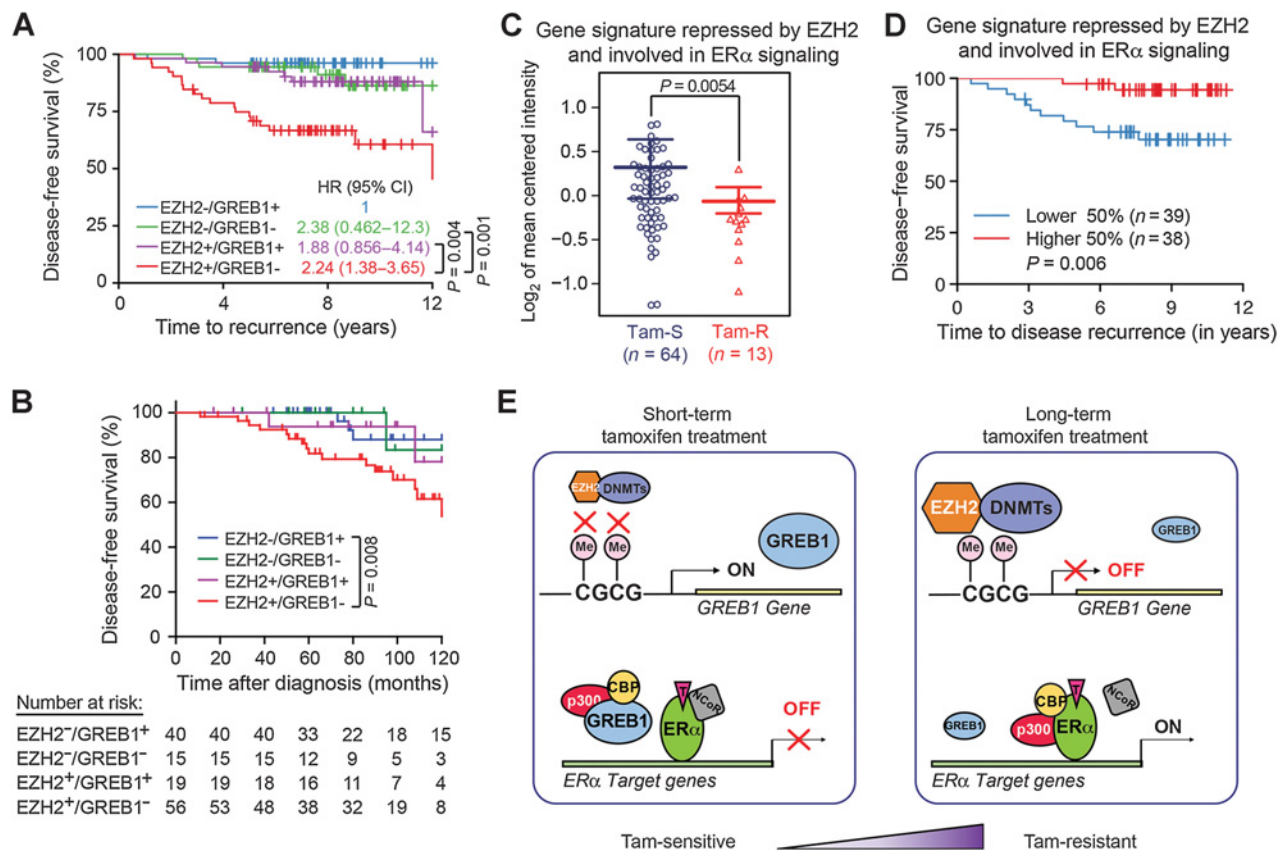 A
Disease-free survival (%)
100
75
50
25
0
HR (95% CI)
EZH2-/GREB1+ 1
EZH2-/GREB1- 2.38 (0.462–12.3)
EZH2+/GREB1+ 1.88 (0.856–4.14)
EZH2+/GREB1- 2.24 (1.38–3.65)
P = 0.004
P = 0.001
0 4 8 12
Time to recurrence (years)
B
Disease-free survival (%)
100
80
60
40
20
0
EZH2-/GREB1+
EZH2-/GREB1-
EZH2+/GREB1+
EZH2+/GREB1-
P = 0.008
0 20 40 60 80 100 120
Time after diagnosis (months)
Number at risk:
EZH2⁻/GREB1⁺ 40 40 40 33 22 18 15
EZH2⁻/GREB1⁻ 15 15 15 12 9 5 3
EZH2⁺/GREB1⁺ 19 19 18 16 11 7 4
EZH2⁺/GREB1⁻ 56 53 48 38 32 19 8
C
Gene signature repressed by EZH2
and involved in ERα signaling
P = 0.0054
Log₂ of mean centered intensity
1.0
0.5
0.0
−0.5
−1.0
Tam-S Tam-R
(n = 64) (n = 13)
D
Gene signature repressed by EZH2
and involved in ERα signaling
Disease−free survival
100
75
50
25
0
Lower 50% (n = 39)
Higher 50% (n = 38)
P = 0.006
0 3 6 9 12
Time to disease recurrence (in years)
E
Short-term
tamoxifen treatment
EZH2 DNMTs
Me Me
GREB1
ON
CGCG
GREB1 Gene
p300 CBP GREB1
T
NCoR
ERα
OFF
ERα Target genes
Long-term
tamoxifen treatment
EZH2 DNMTs
GREB1
Me Me
OFF
CGCG
GREB1 Gene
GREB1
p300 CBP
T
NCoR
ERα
ON
ERα Target genes
Tam-sensitive Tam-resistant